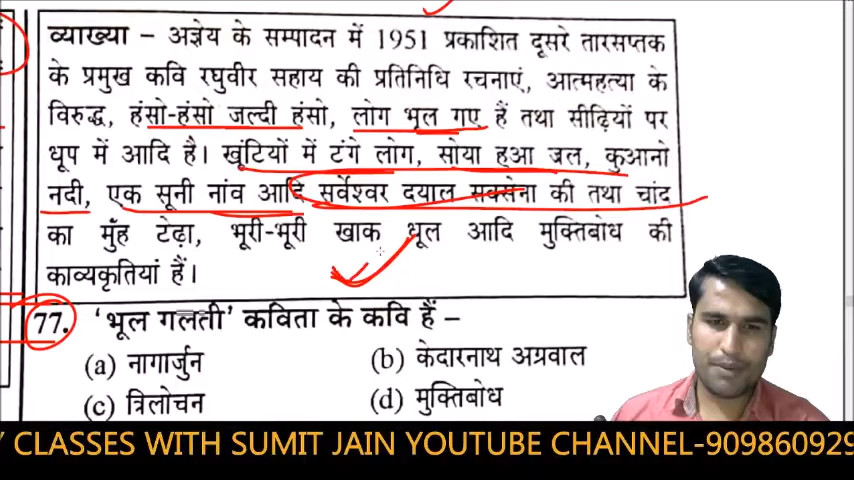 व्याख्या – अज्ञेय के सम्पादन में 1951 प्रकाशित दूसरे तारसप्तक
के प्रमुख कवि रघुवीर सहाय की प्रतिनिधि रचनाएं, आत्महत्या के
विरुद्ध, हंसो-हंसो जल्दी हंसो, लोग भूल गए हैं तथा सीढ़ियों पर
धूप में आदि है। खूंटियों में टंगे लोग, सोया हुआ जल, कुआनो
नदी, एक सूनी नांव आदि सर्वेश्वर दयाल सक्सेना की तथा चांद
का मुँह टेढ़ा, भूरी-भूरी खाक धूल आदि मुक्तिबोध की
काव्यकृतियां हैं।
77. 'भूल गलती' कविता के कवि हैं –
(a) नागार्जुन (b) केदारनाथ अग्रवाल
(c) त्रिलोचन (d) मुक्तिबोध
Y CLASSES WITH SUMIT JAIN YOUTUBE CHANNEL-909860929